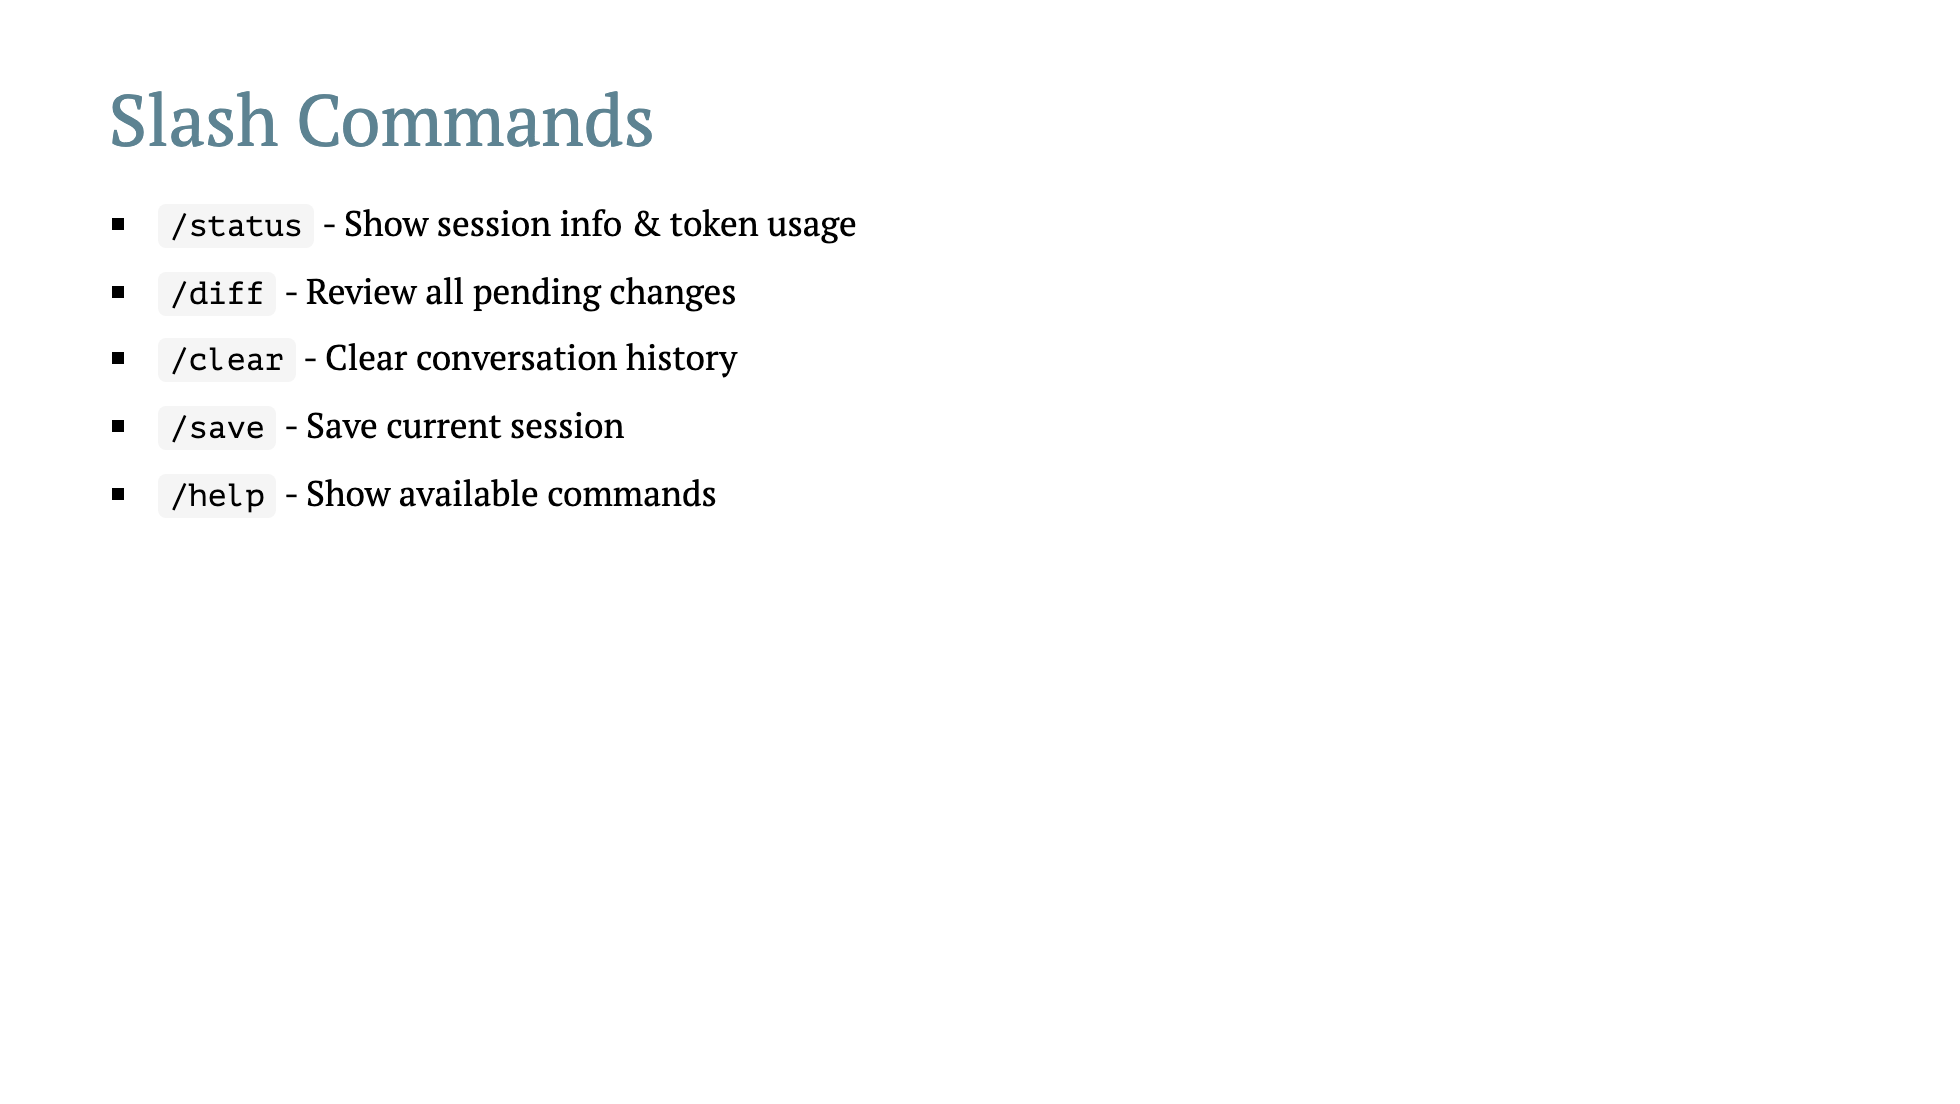 Slash Commands
▪ /status - Show session info & token usage
▪ /diff - Review all pending changes
▪ /clear - Clear conversation history
▪ /save - Save current session
▪ /help - Show available commands